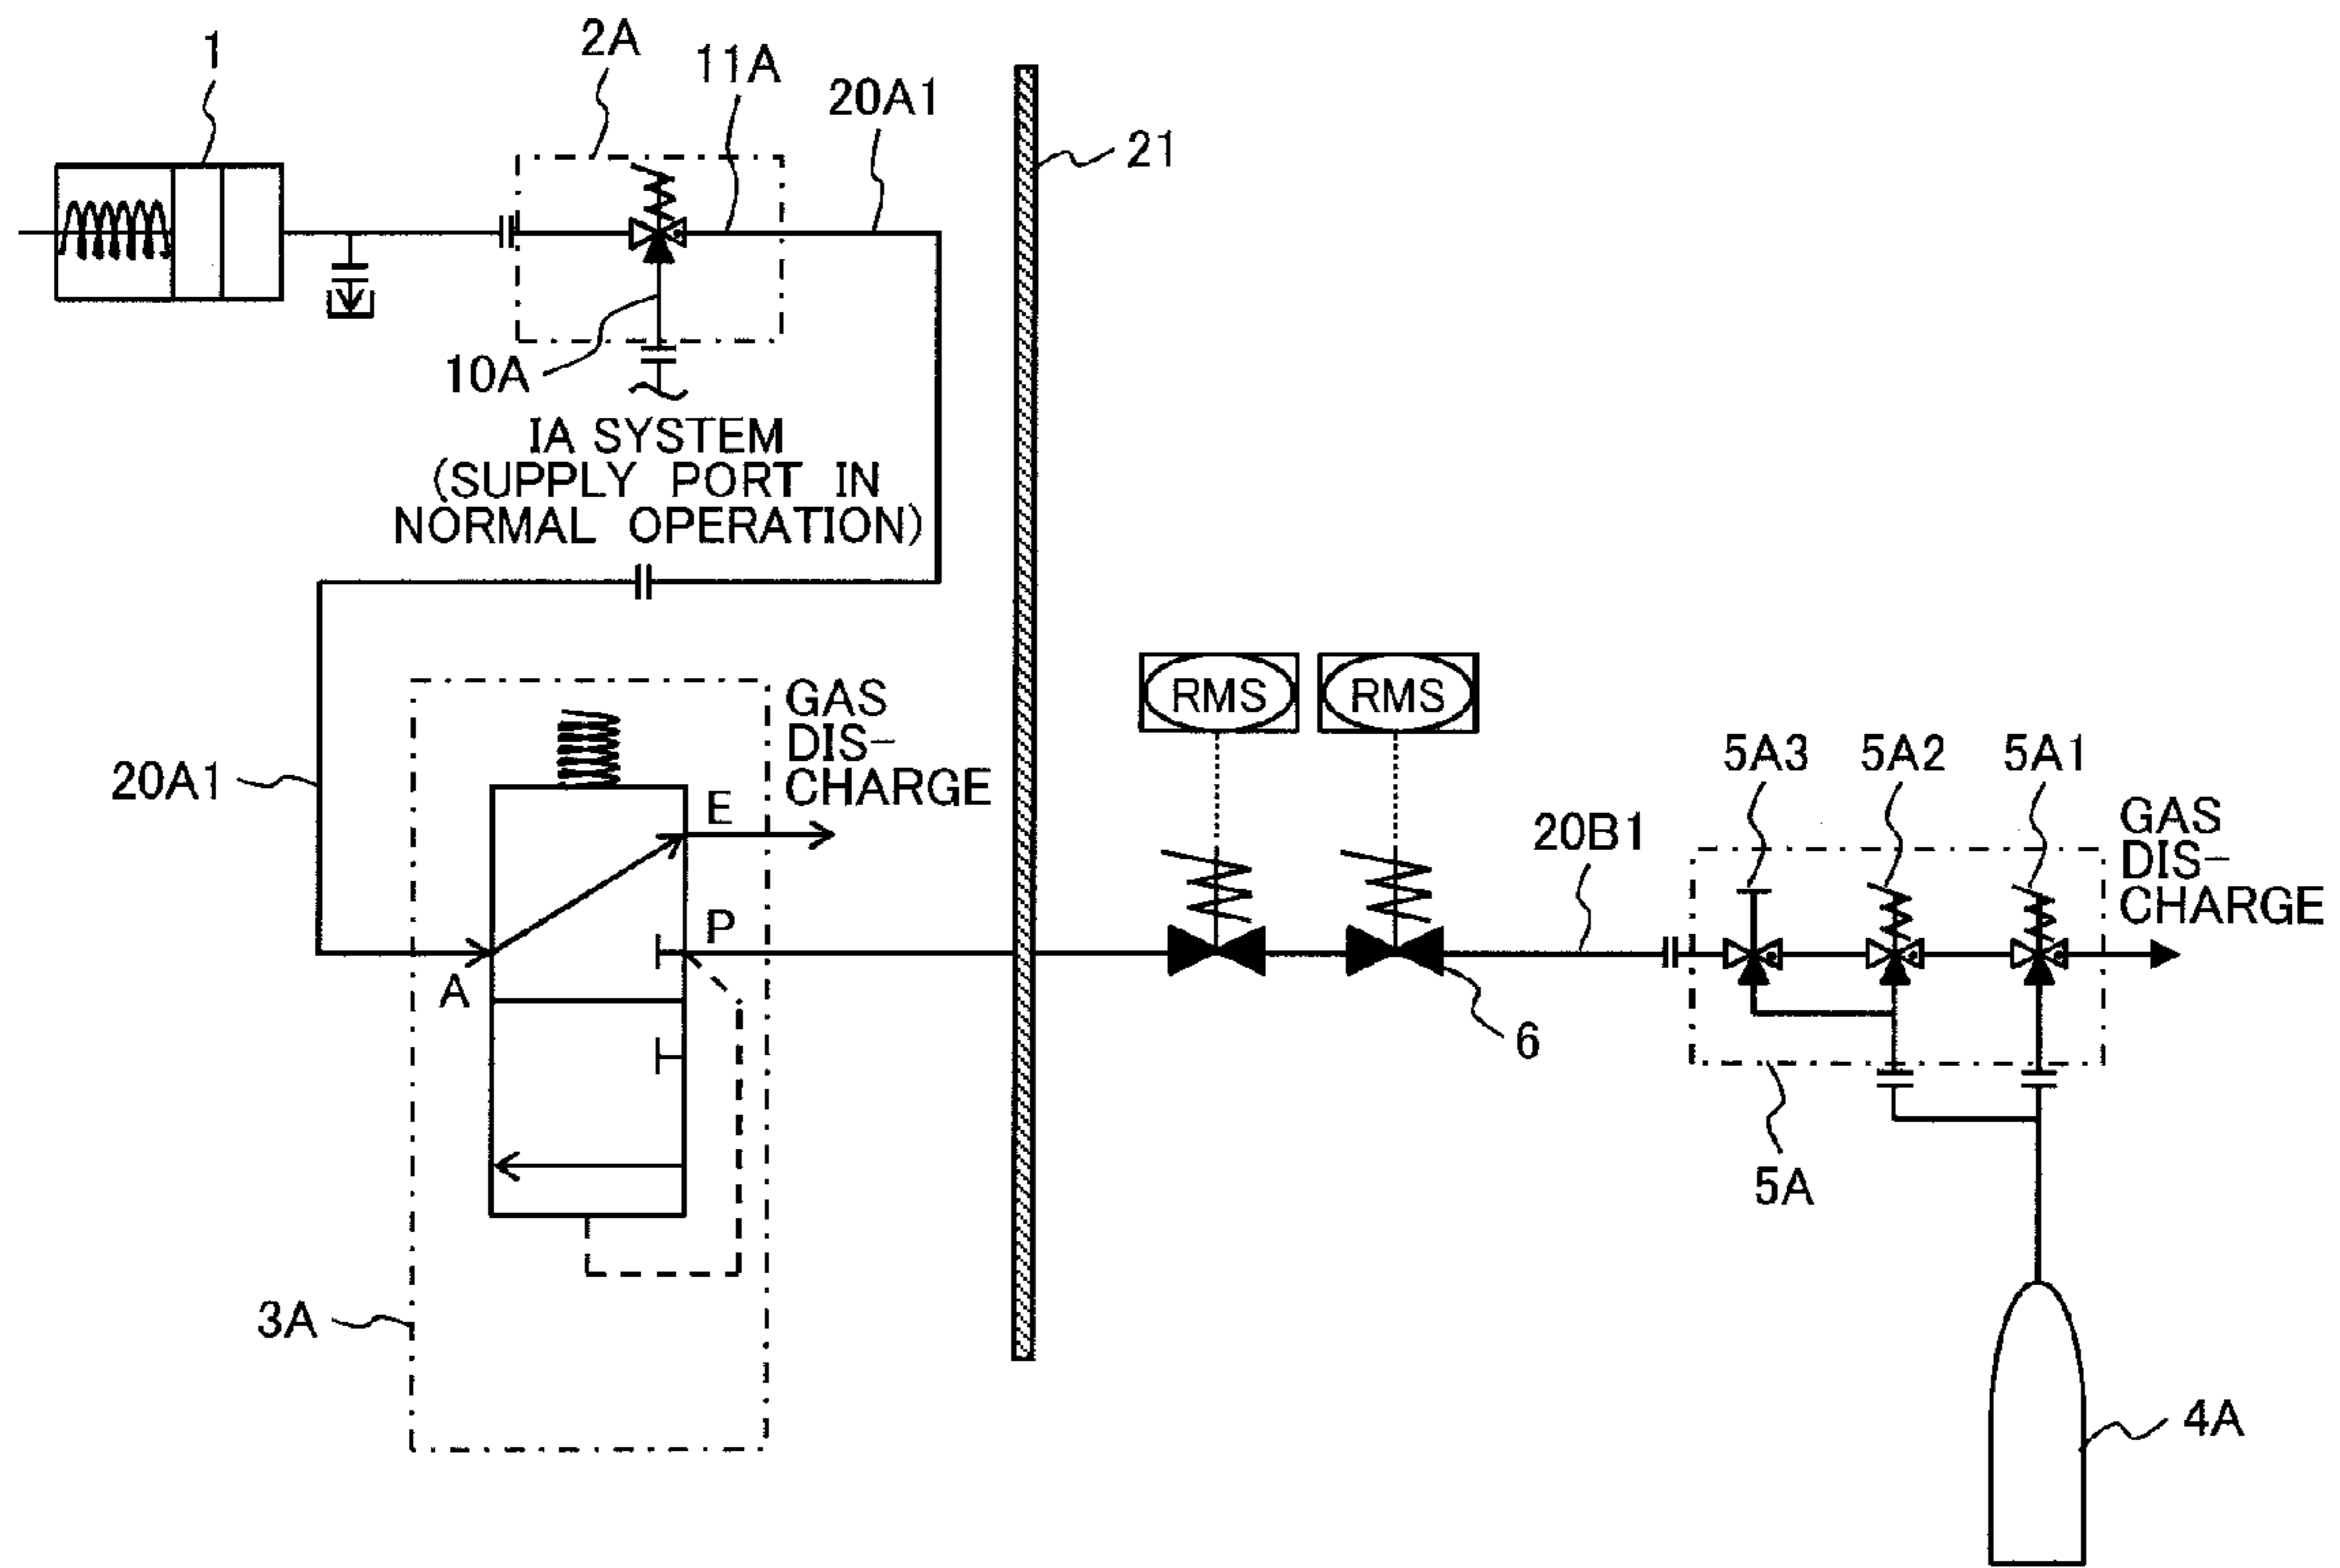 1
2A
11A
20A1
21
10A
IA SYSTEM
(SUPPLY PORT IN
NORMAL OPERATION)
RMS
RMS
GAS
DIS-
CHARGE
20A1
E
P
A
3A
20B1
6
5A3
5A2
5A1
GAS
DIS-
CHARGE
5A
4A